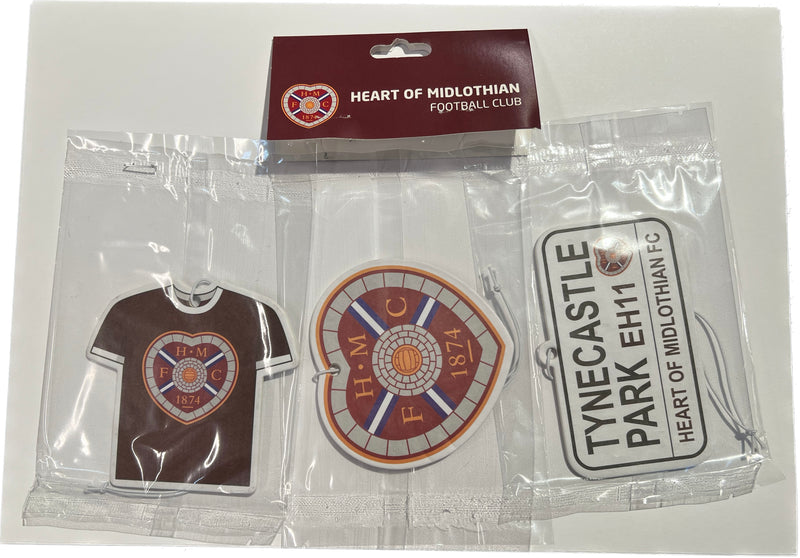 H·M
F C
1874
HEART OF MIDLOTHIAN
FOOTBALL CLUB
H M
F C
1874
H·M C
F 1874
TYNECASTLE
PARK EH11
HEART OF MIDLOTHIAN FC